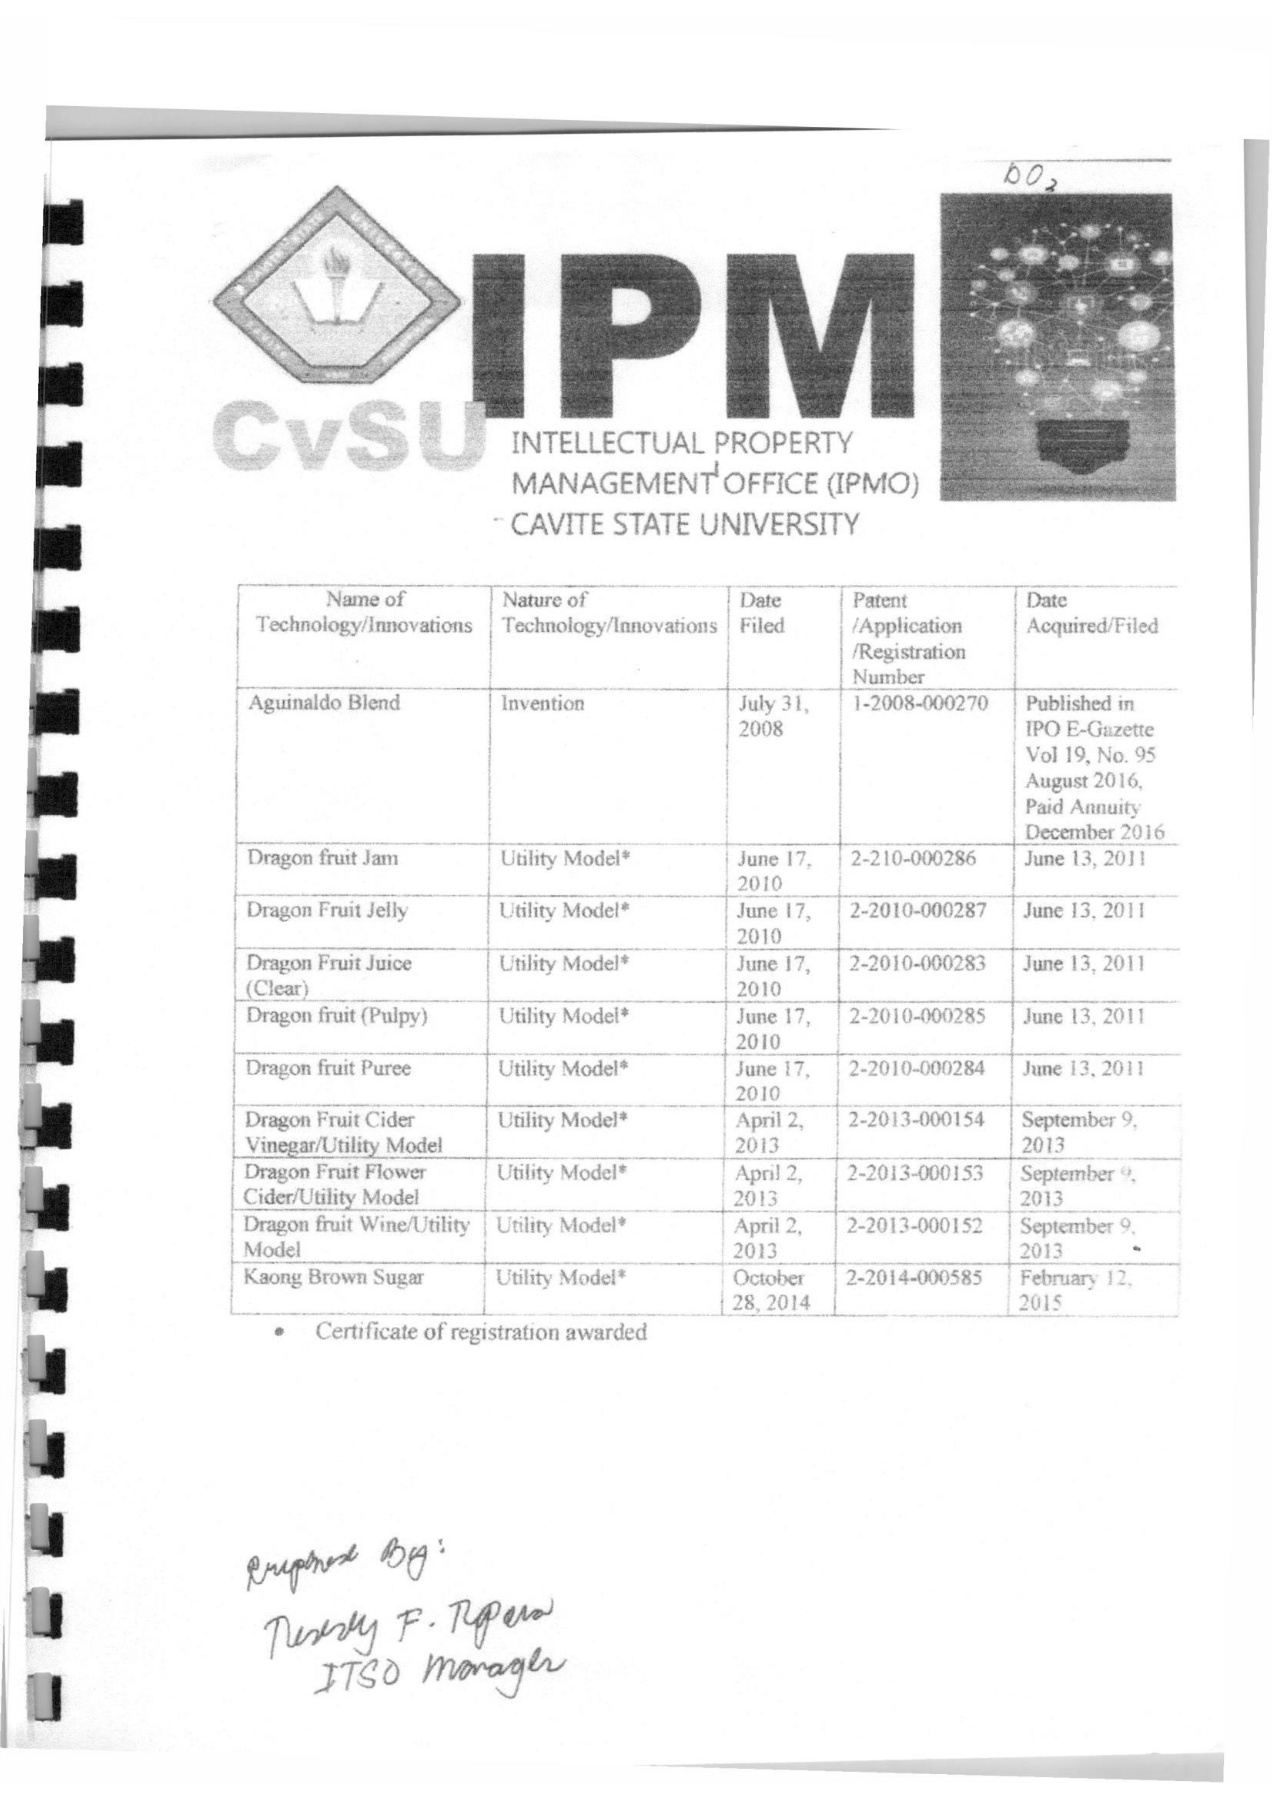 DO2
IPM
CvSU
INTELLECTUAL PROPERTY
MANAGEMENT OFFICE (IPMO)
CAVITE STATE UNIVERSITY
Name of Technology/Innovations Nature of Technology/Innovations Date Filed Patent /Application /Registration Number Date Acquired/Filed
Aguinaldo Blend Invention July 31, 2008 1-2008-000270 Published in IPO E-Gazette Vol 19, No. 95 August 2016, Paid Annuity December 2016
Dragon fruit Jam Utility Model* June 17, 2010 2-210-000286 June 13, 2011
Dragon Fruit Jelly Utility Model* June 17, 2010 2-2010-000287 June 13, 2011
Dragon Fruit Juice (Clear) Utility Model* June 17, 2010 2-2010-000283 June 13, 2011
Dragon fruit (Pulpy) Utility Model* June 17, 2010 2-2010-000285 June 13, 2011
Dragon fruit Puree Utility Model* June 17, 2010 2-2010-000284 June 13, 2011
Dragon Fruit Cider Vinegar/Utility Model Utility Model* April 2, 2013 2-2013-000154 September 9, 2013
Dragon Fruit Flower Cider/Utility Model Utility Model* April 2, 2013 2-2013-000153 September 9, 2013
Dragon fruit Wine/Utility Model Utility Model* April 2, 2013 2-2013-000152 September 9, 2013
Kaong Brown Sugar Utility Model* October 28, 2014 2-2014-000585 February 12, 2015
• Certificate of registration awarded
By:
F.
ITSO Manager